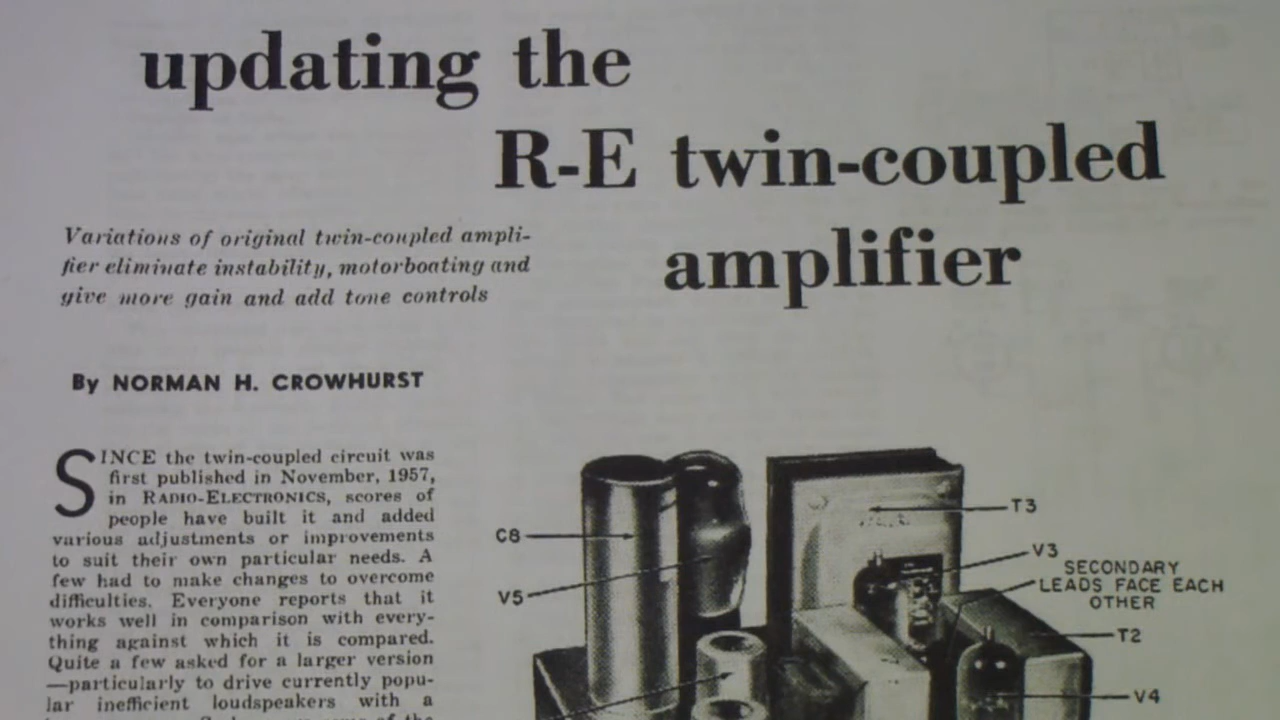 updating the
R-E twin-coupled
amplifier
Variations of original twin-coupled ampli-
fier eliminate instability, motorboating and
give more gain and add tone controls
By NORMAN H. CROWHURST
SINCE the twin-coupled circuit was
first published in November, 1957,
in RADIO-ELECTRONICS, scores of
people have built it and added
various adjustments or improvements
to suit their own particular needs. A
few had to make changes to overcome
difficulties. Everyone reports that it
works well in comparison with every-
thing against which it is compared.
Quite a few asked for a larger version
—particularly to drive currently popu-
lar inefficient loudspeakers with a
of the
C8
V5
T3
V3
SECONDARY
LEADS FACE EACH
OTHER
T2
V4